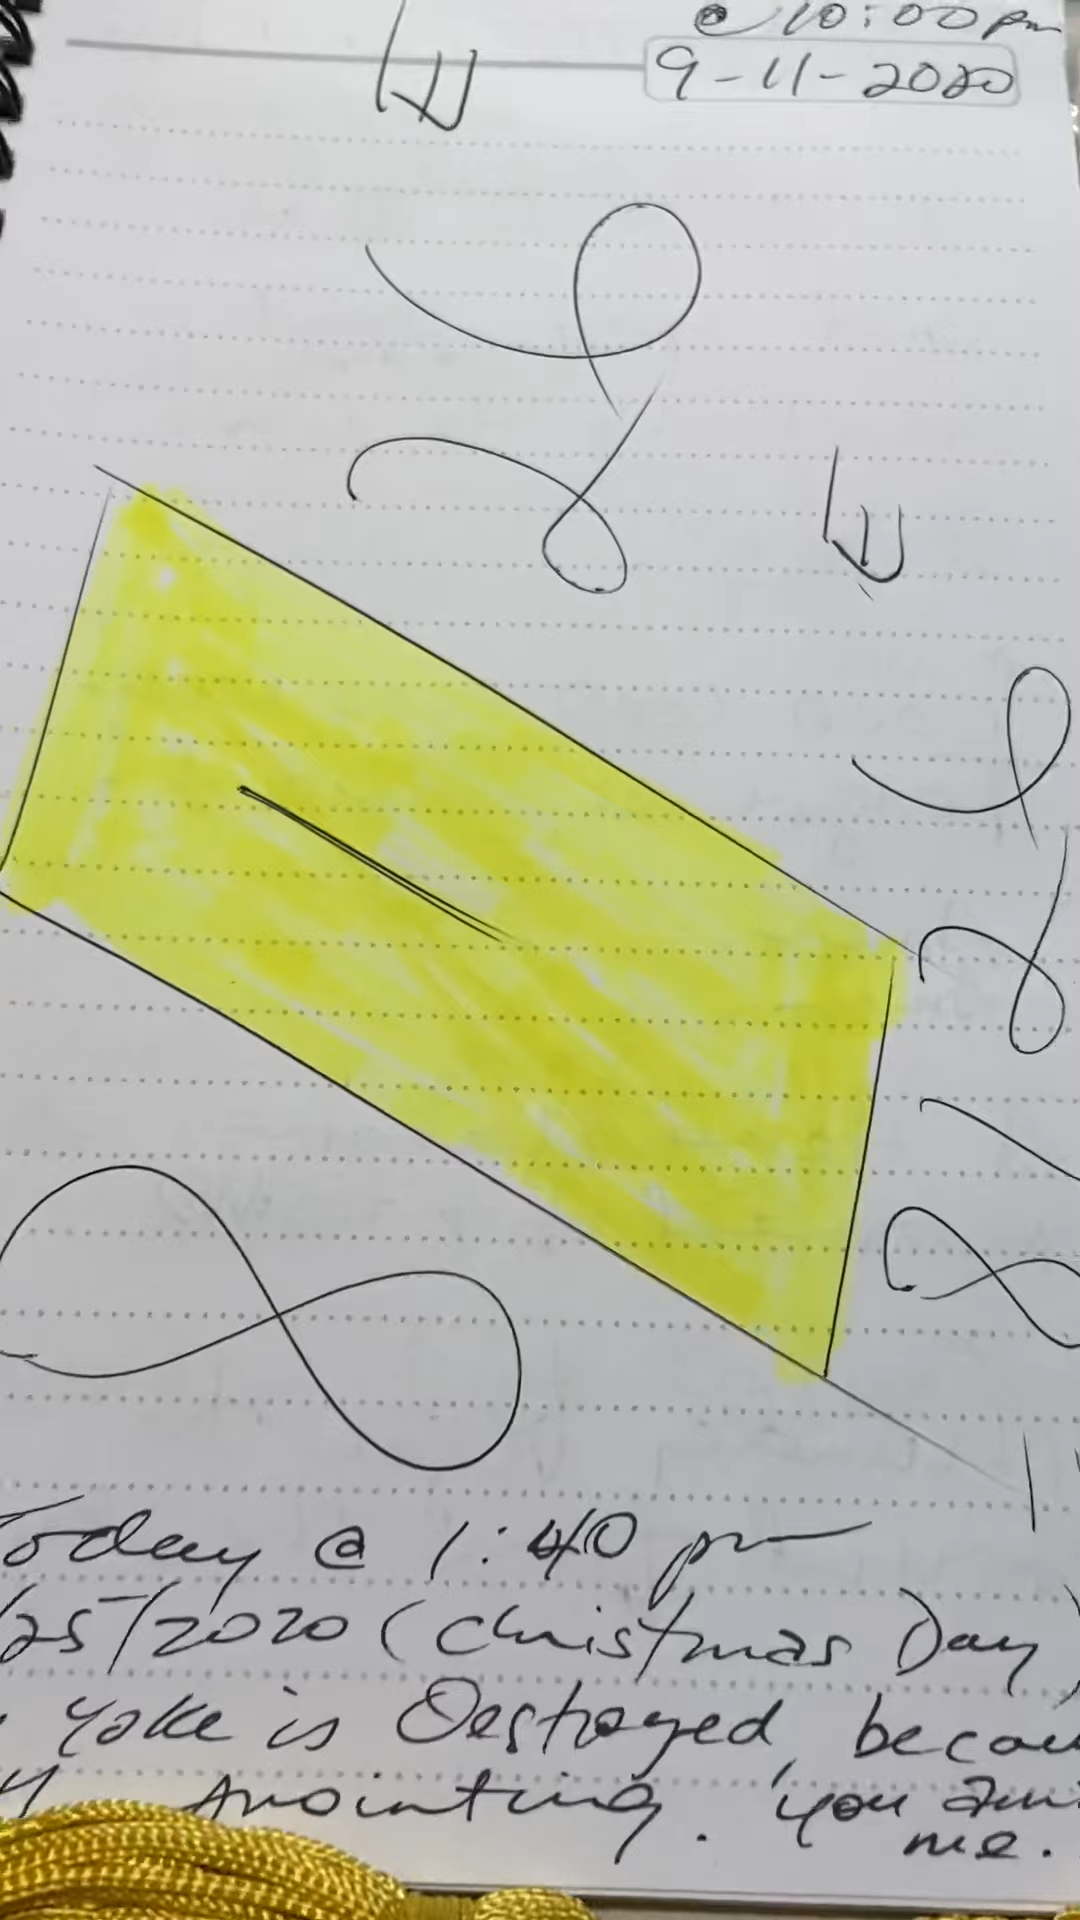 @ 10:00 pm
9-11-2020
Today @ 1:40 pm
/25/2020 (Christmas Day)
yoke is Destroyed, becau
Anointing. You
me.